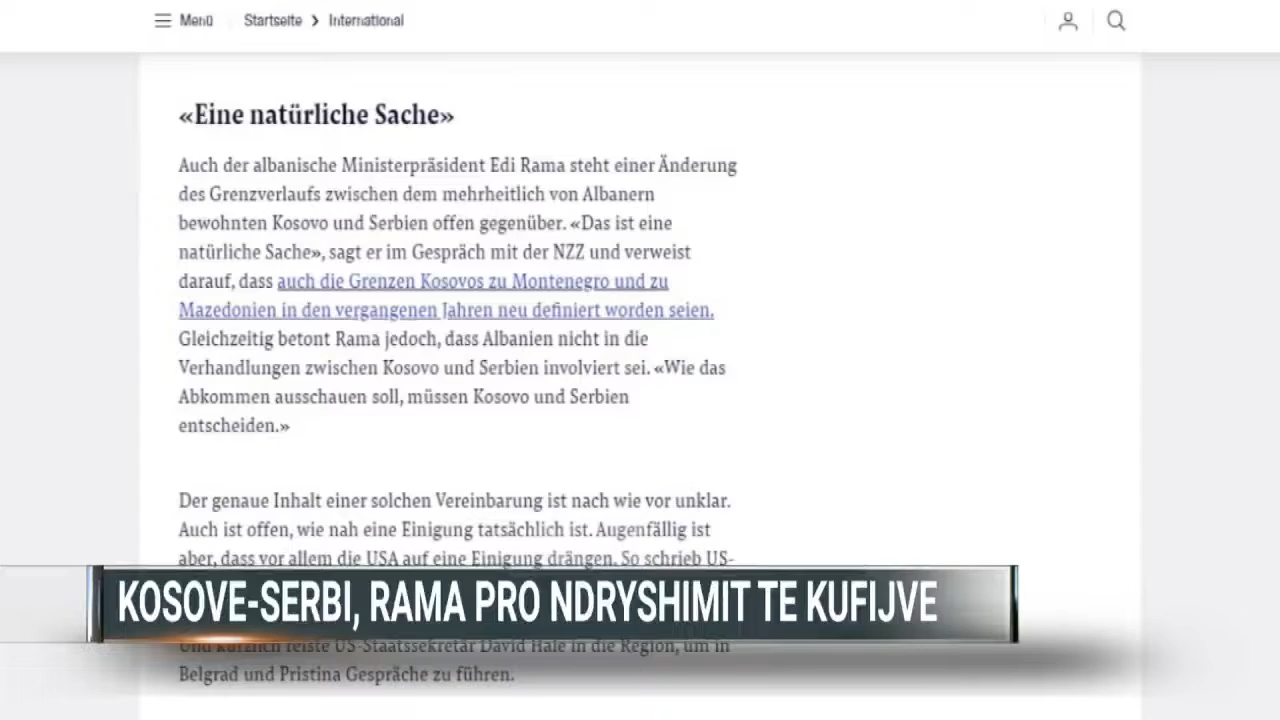 Menü Startseite International
«Eine natürliche Sache»
Auch der albanische Ministerpräsident Edi Rama steht einer Änderung
des Grenzverlaufs zwischen dem mehrheitlich von Albanern
bewohnten Kosovo und Serbien offen gegenüber. «Das ist eine
natürliche Sache», sagt er im Gespräch mit der NZZ und verweist
darauf, dass auch die Grenzen Kosovos zu Montenegro und zu
Mazedonien in den vergangenen Jahren neu definiert worden seien.
Gleichzeitig betont Rama jedoch, dass Albanien nicht in die
Verhandlungen zwischen Kosovo und Serbien involviert sei. «Wie das
Abkommen ausschauen soll, müssen Kosovo und Serbien
entscheiden.»
Der genaue Inhalt einer solchen Vereinbarung ist nach wie vor unklar.
Auch ist offen, wie nah eine Einigung tatsächlich ist. Augenfällig ist
aber, dass vor allem die USA auf eine Einigung drängen. So schrieb US-
KOSOVE-SERBI, RAMA PRO NDRYSHIMIT TE KUFIJVE
Und kürzlich reiste US-Staatssekretär David Hale in die Region, um in
Belgrad und Pristina Gespräche zu führen.